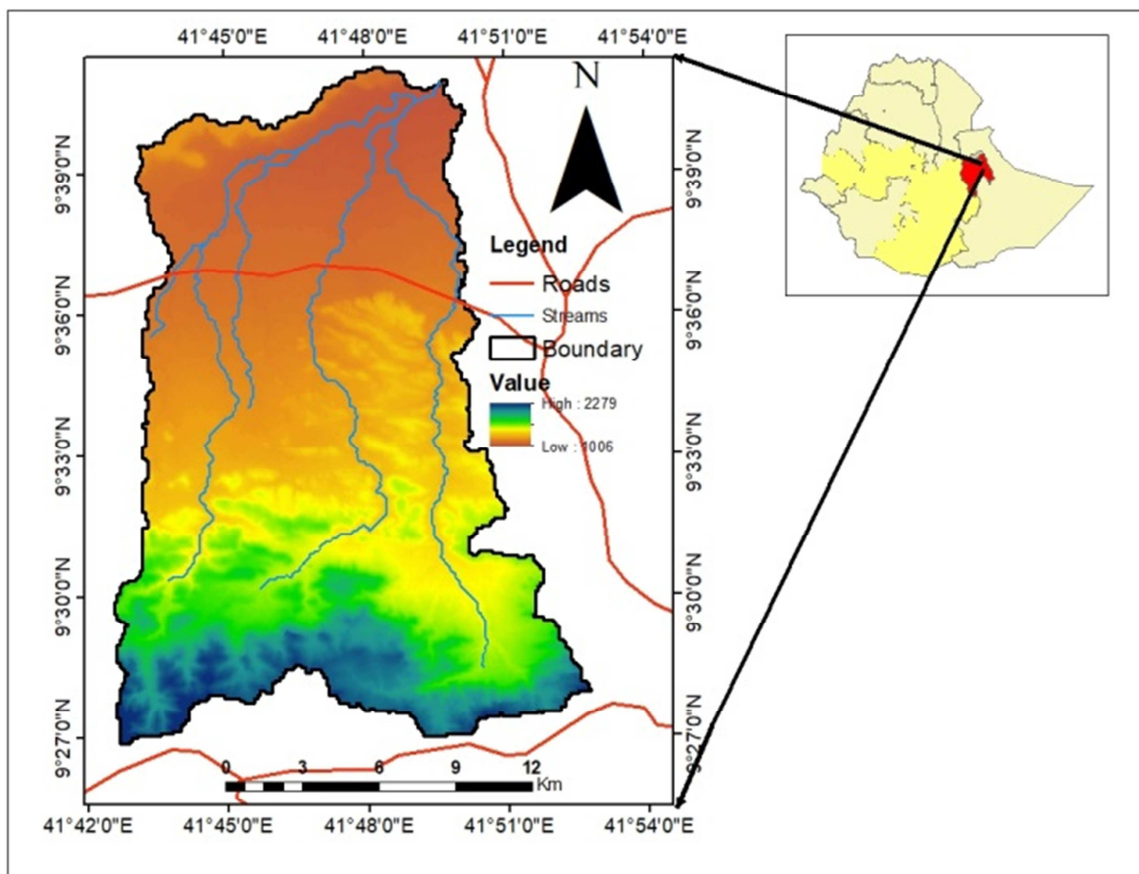 41°45'0"E 41°48'0"E 41°51'0"E 41°54'0"E
N
9°39'0"N 9°39'0"N
Legend
Roads
9°36'0"N Streams 9°36'0"N
Boundary
Value
High : 2279
Low : 1006
9°33'0"N 9°33'0"N
9°30'0"N 9°30'0"N
9°27'0"N 9°27'0"N
0 3 6 9 12
Km
41°42'0"E 41°45'0"E 41°48'0"E 41°51'0"E 41°54'0"E